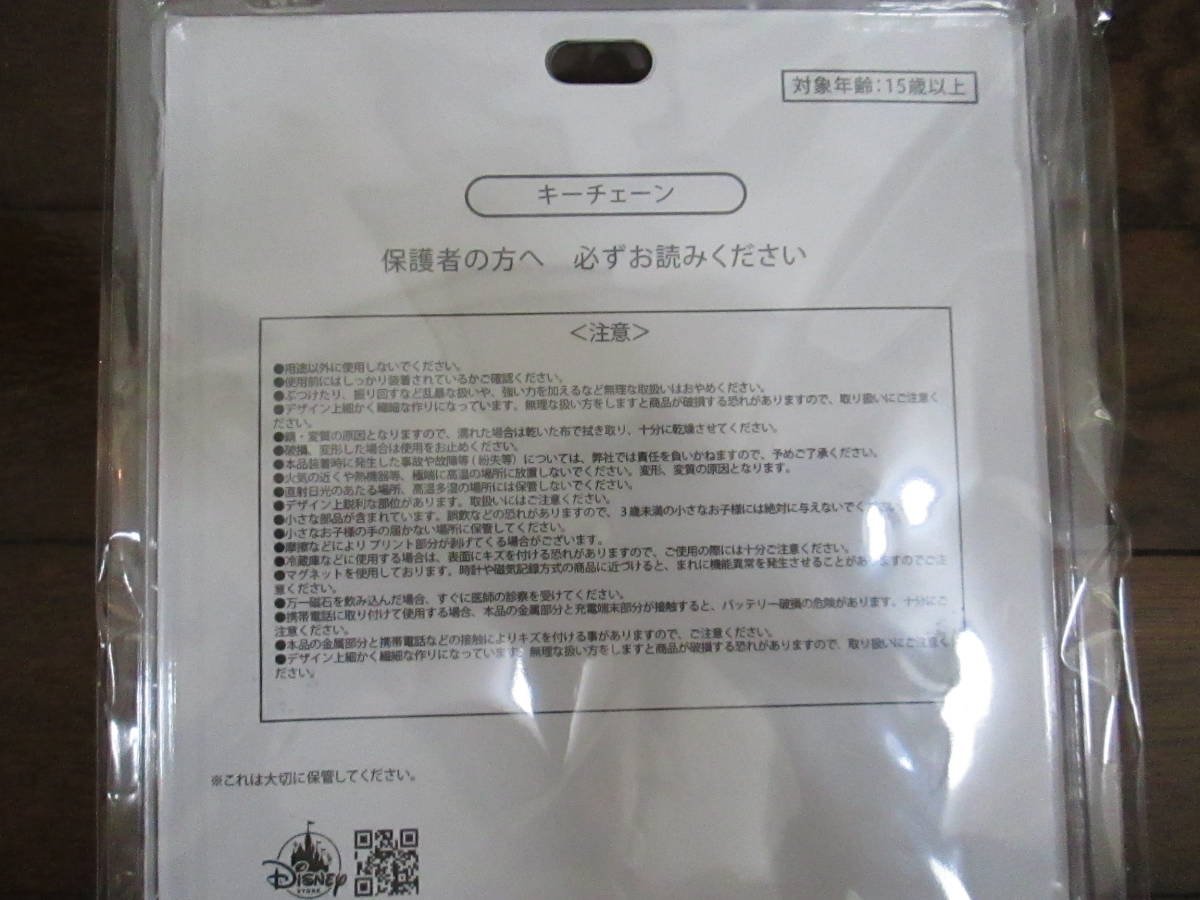 対象年齢：15歳以上
キーチェーン
保護者の方へ 必ずお読みください
＜注意＞
●用途以外に使用しないでください。
●使用前にはしっかり装着されているかご確認ください。
●ぶつけたり、振り回すなど乱暴な扱いや、強い力を加えるなど無理な取扱いはおやめください。
●デザイン上細かく繊細な作りになっています。無理な扱い方をしますと商品が破損する恐れがありますので、取り扱いにご注意く
ださい。
●錆・変質の原因となりますので、濡れた場合は乾いた布で拭き取り、十分に乾燥させてください。
●破損、変形した場合は使用をお止めください。
●本品装着時に発生した事故や故障等（紛失等）については、弊社では責任を負いかねますので、予めご了承ください。
●火気の近くや熱機器等、極端に高温の場所に放置しないでください。変形、変質の原因となります。
●直射日光のあたる場所、高温多湿の場所には保管しないでください。
●デザイン上鋭利な部位があります。取扱いにはご注意ください。
●小さな部品が含まれています。誤飲などの恐れがありますので、3歳未満の小さなお子様には絶対に与えないでく
●小さなお子様の手の届かない場所に保管してください。
●摩擦などによりプリント部分が剥げてくる場合がございます。
●冷蔵庫などに使用する場合は、表面にキズを付ける恐れがありますので、ご使用の際には十分ご注意ください。
●マグネットを使用しております。時計や磁気記録方式の商品に近づけると、まれに機能異常を発生させることがありますのでご注
意ください。
●万一磁石を飲み込んだ場合、すぐに医師の診察を受けてください。
●携帯電話に取り付けて使用する場合、本品の金属部分と充電端末部分が接触すると、バッテリー破損の危険があります。十分にご
注意ください。
●本品の金属部分と携帯電話などの接触によりキズを付ける事がありますので、ご注意ください。
●デザイン上細かく繊細な作りになっています。無理な扱い方をしますと商品が破損する恐れがありますので、取り扱いにご注意く
ださい。
※これは大切に保管してください。
Disney
STORE